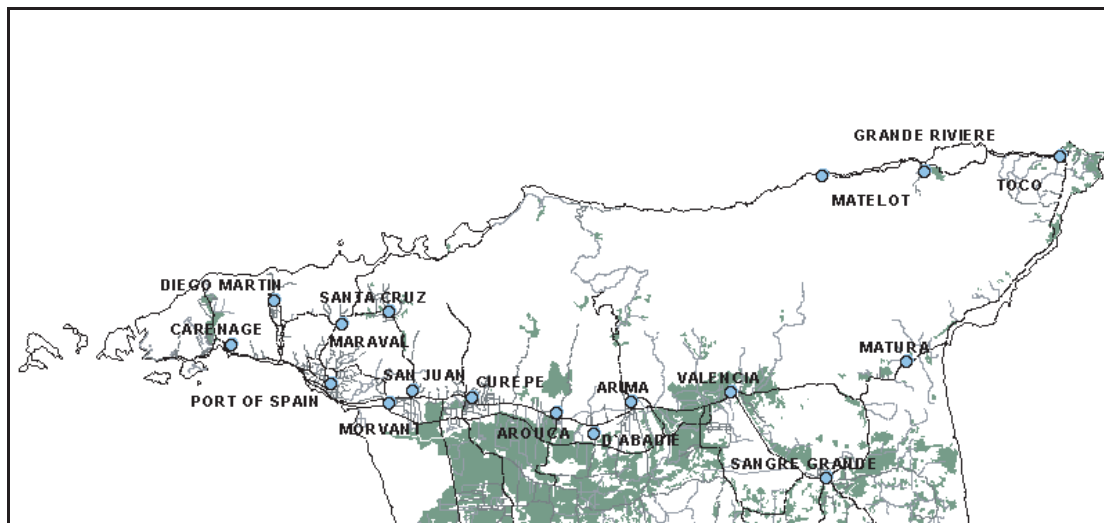 GRANDE RIVIERE
TOCO
MATELOT
DIEGO MARTIN
SANTA CRUZ
CARENAGE
MARAVAL
MATURA
SAN JUAN
CUREPE
ARIMA
VALENCIA
PORT OF SPAIN
MORVANT
AROUCA
D'ABADIE
SANGRE GRANDE